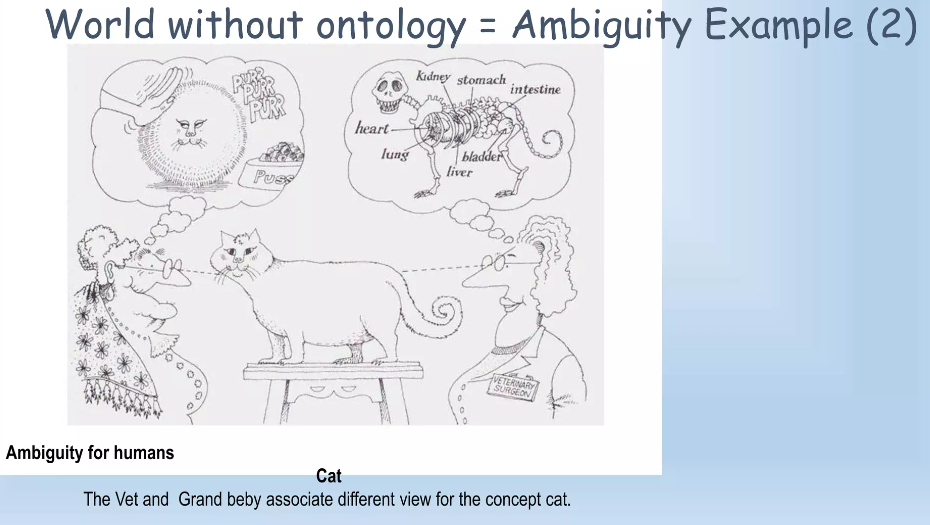 World without ontology = Ambiguity Example (2)
PURR
PURR
PURR
PUSS
kidney
stomach
intestine
heart
lung
bladder
liver
VETERINARY
SURGEON
Ambiguity for humans
Cat
The Vet and Grand beby associate different view for the concept cat.